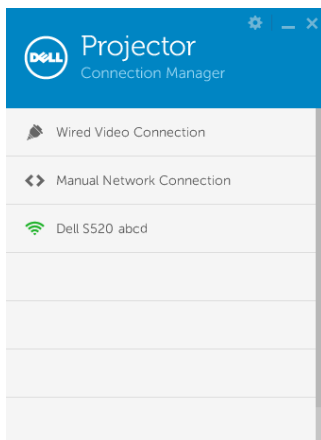 DELL
Projector
Connection Manager
Wired Video Connection
Manual Network Connection
Dell S520 abcd